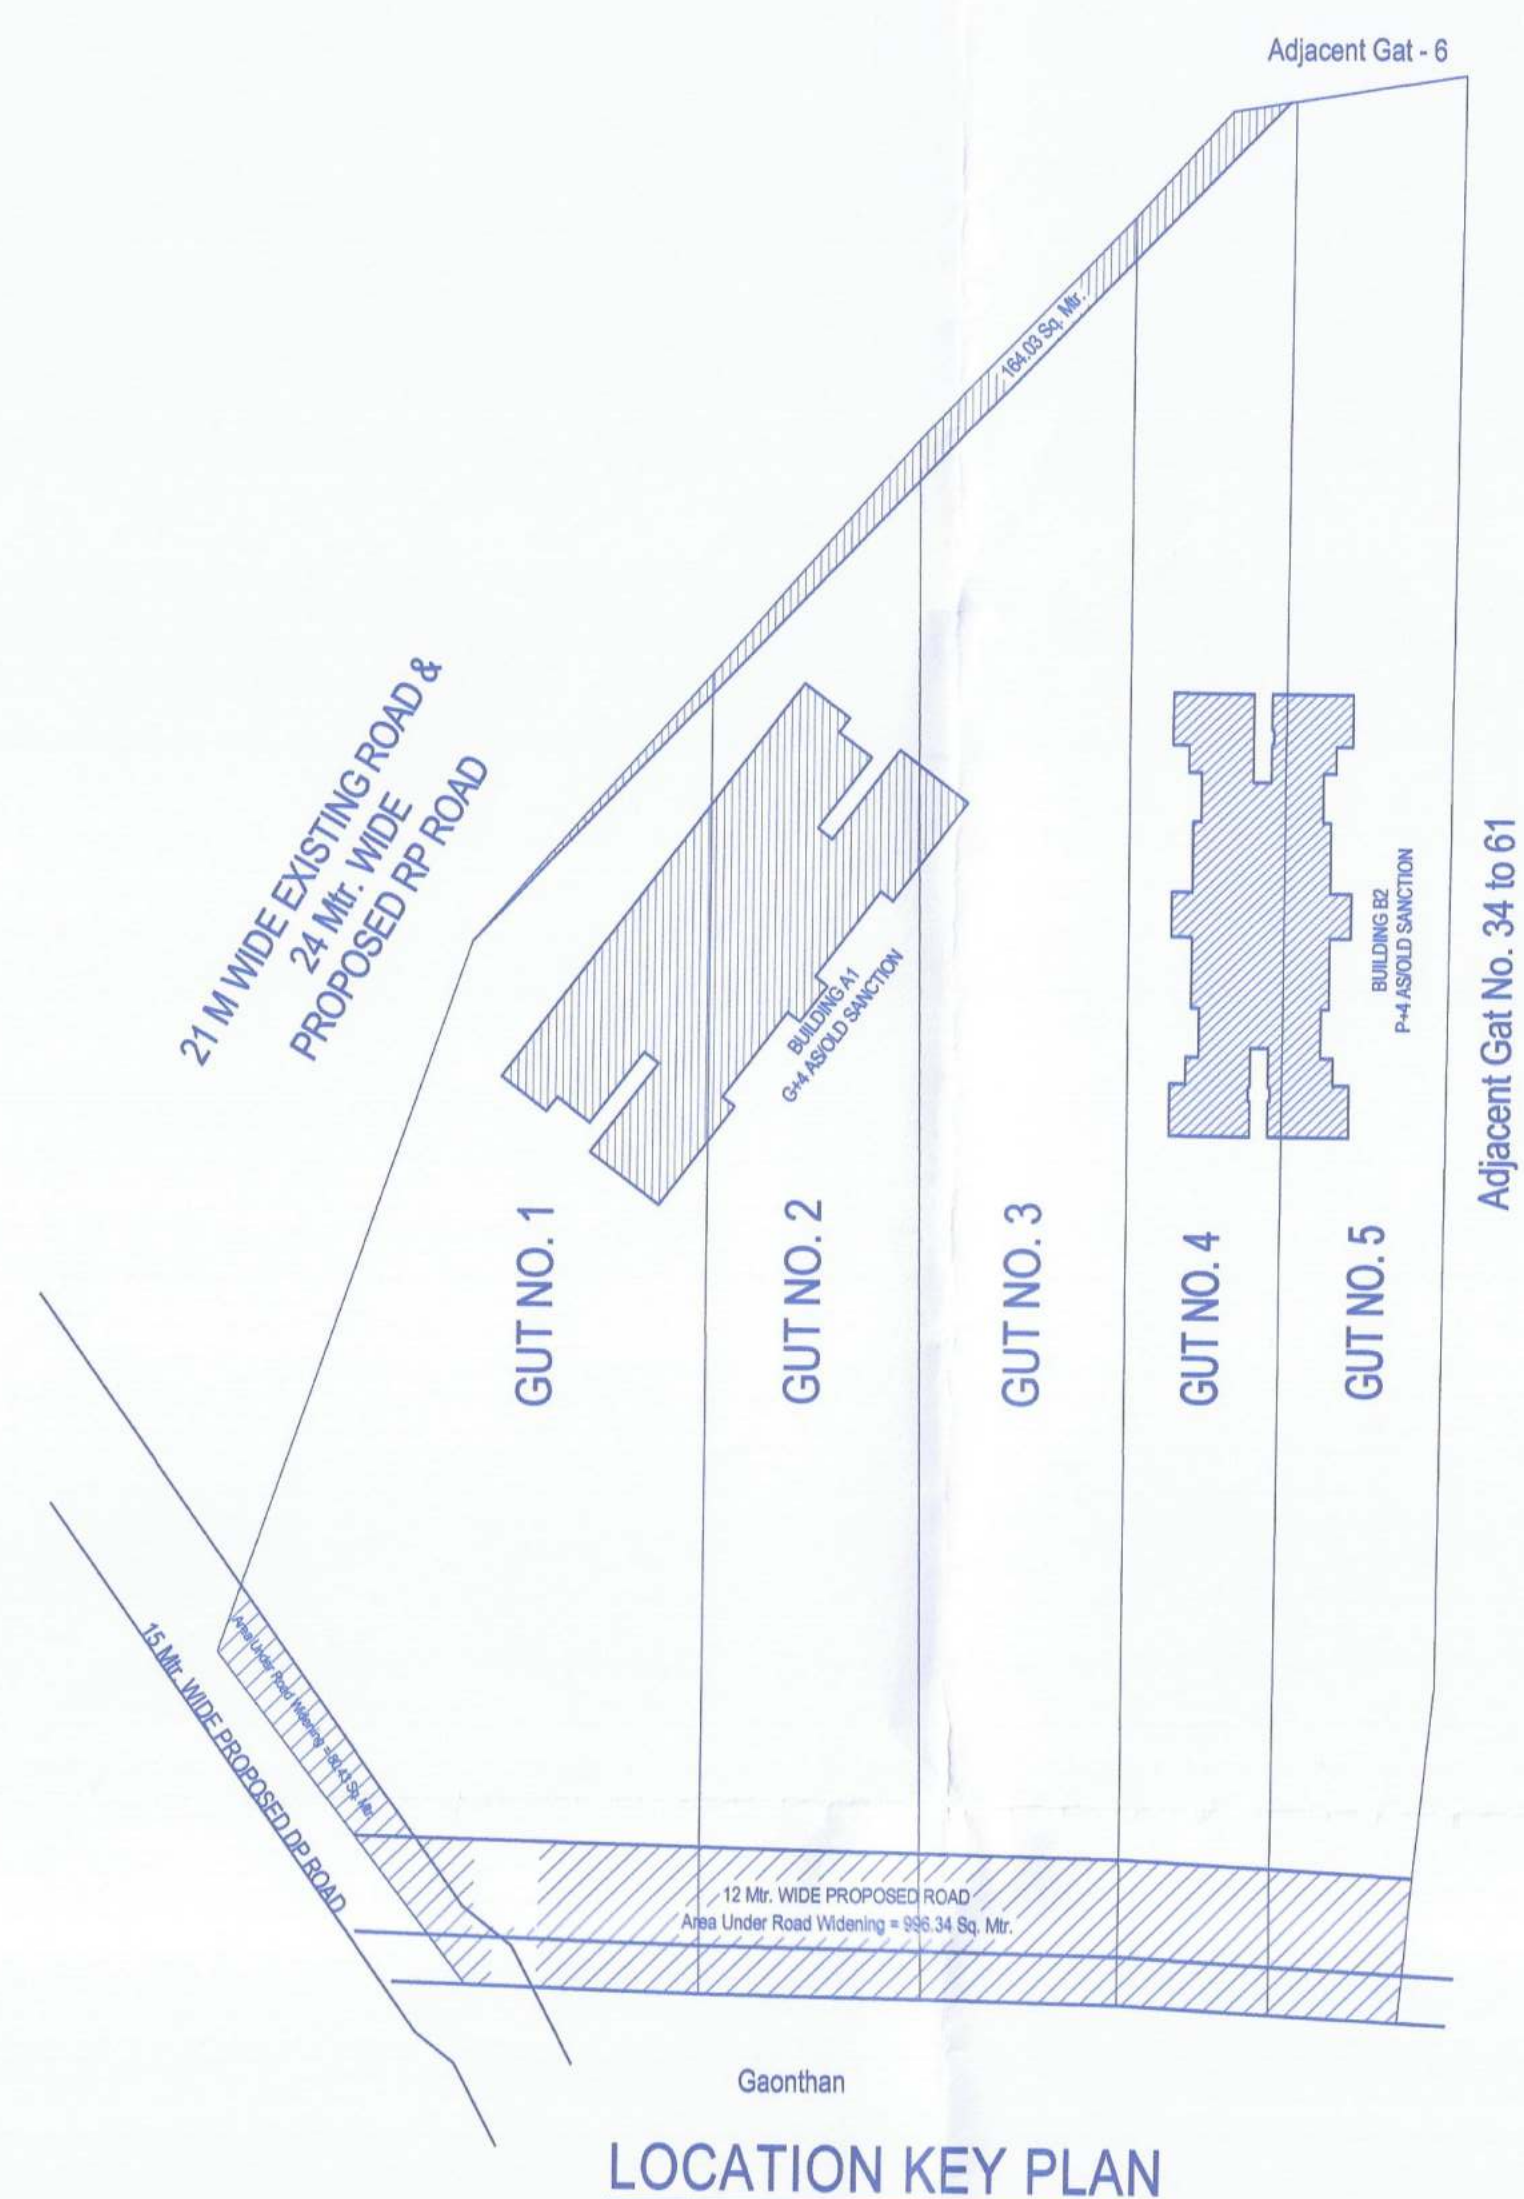 Adjacent Gat - 6
164.03 Sq. Mtr.
21 M WIDE EXISTING ROAD &
24 Mtr. WIDE
PROPOSED RP ROAD
BUILDING A1
G+4 AS/OLD SANCTION
BUILDING B2
P+4 AS/OLD SANCTION
Adjacent Gat No. 34 to 61
GUT NO. 1
GUT NO. 2
GUT NO. 3
GUT NO. 4
GUT NO. 5
Area Under Road Widening = 80.43 Sq. Mtr.
15 Mtr. WIDE PROPOSED DP ROAD
12 Mtr. WIDE PROPOSED ROAD
Area Under Road Widening = 996.34 Sq. Mtr.
Gaonthan
LOCATION KEY PLAN